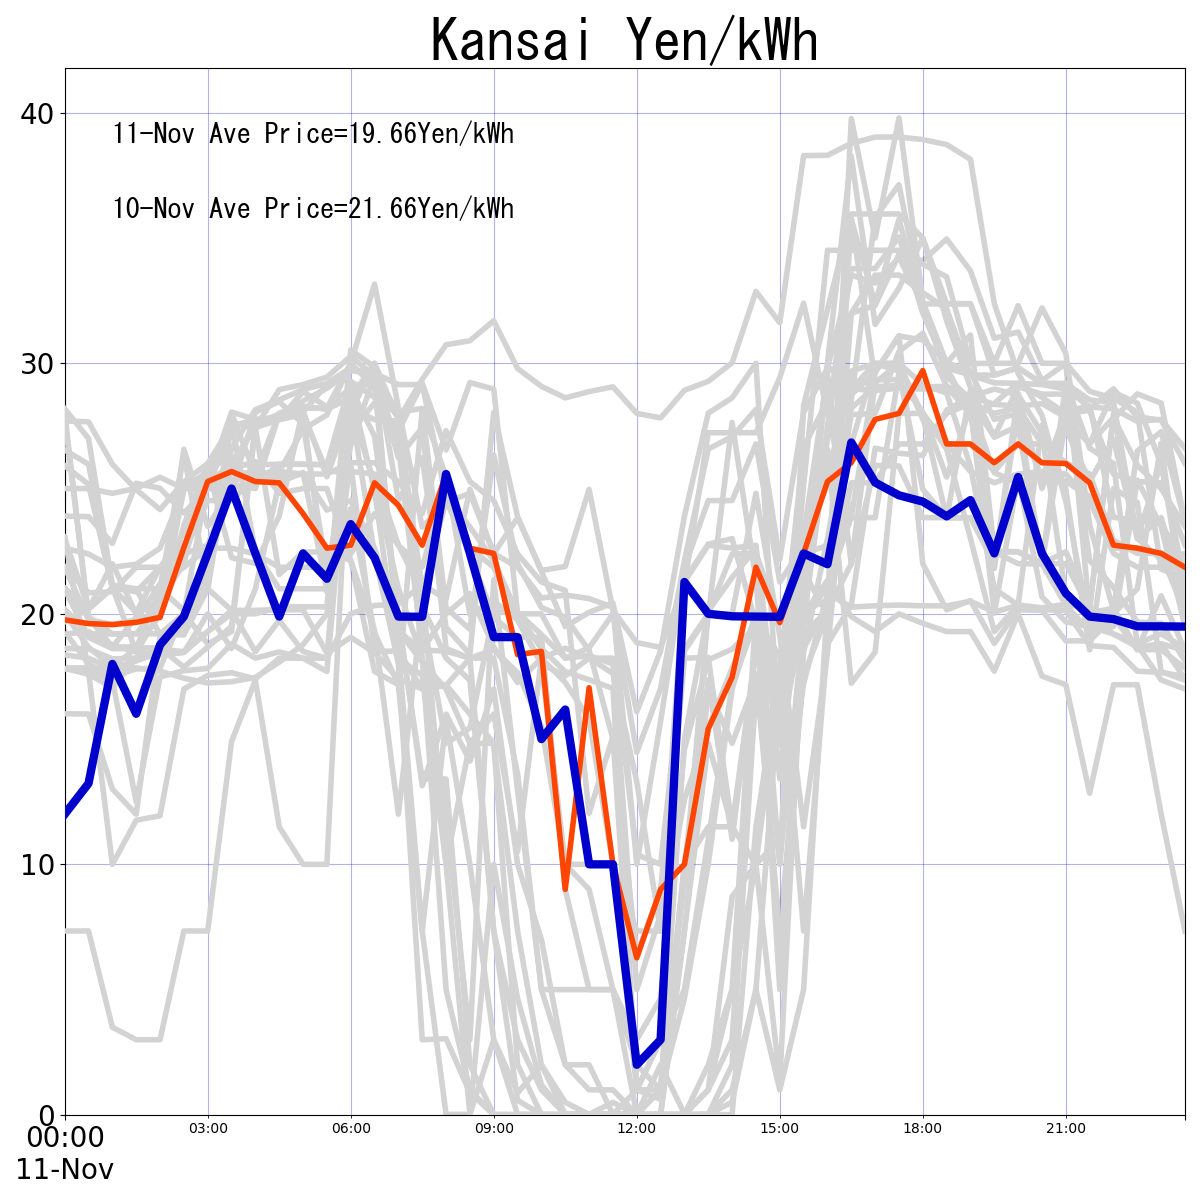 Kansai Yen/kWh
40
11-Nov Ave Price=19.66Yen/kWh
10-Nov Ave Price=21.66Yen/kWh
30
20
10
0
00:00 03:00 06:00 09:00 12:00 15:00 18:00 21:00
11-Nov